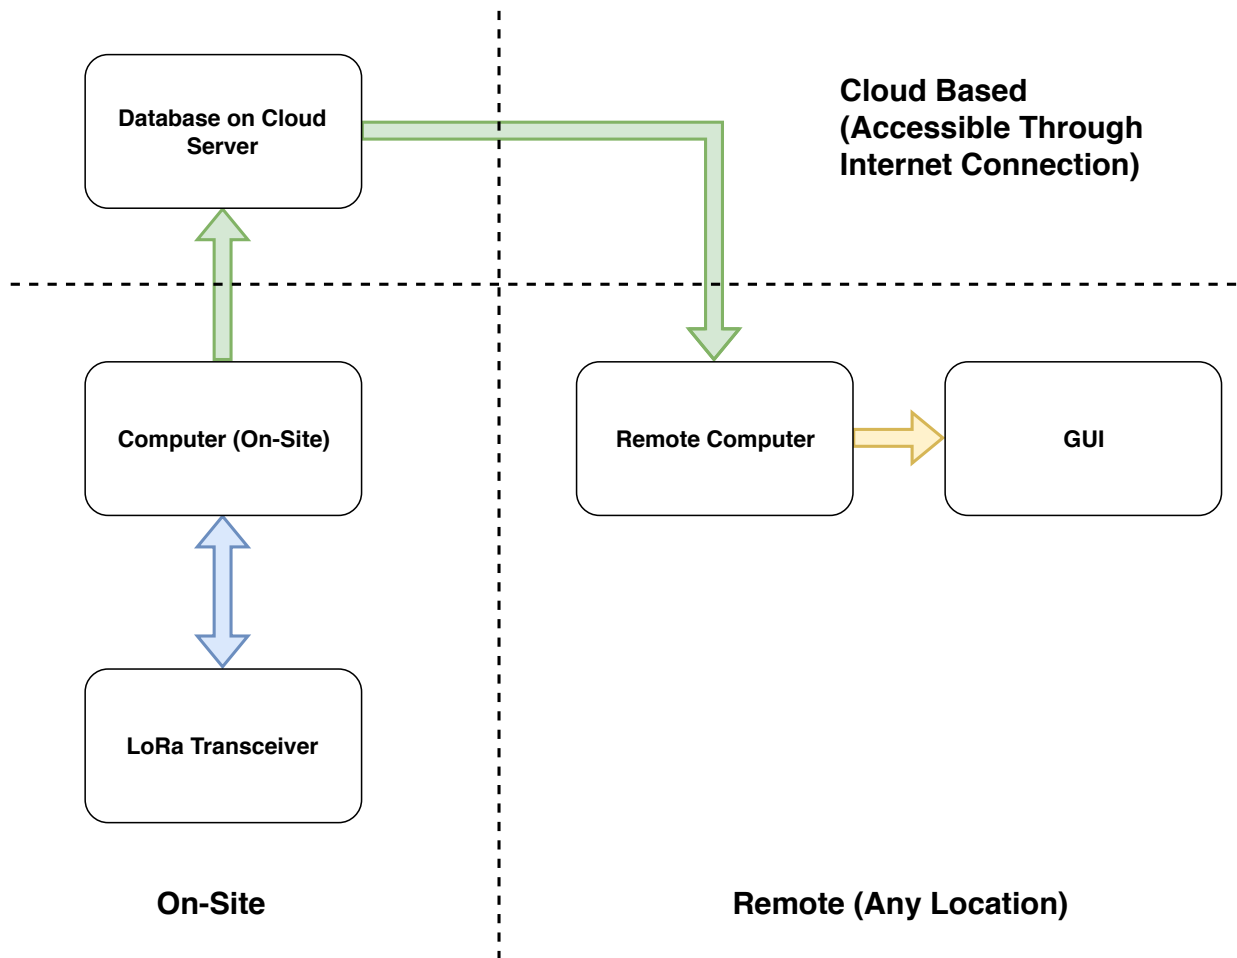 Database on Cloud
Server
Cloud Based
(Accessible Through
Internet Connection)
Computer (On-Site)
Remote Computer
GUI
LoRa Transceiver
On-Site
Remote (Any Location)